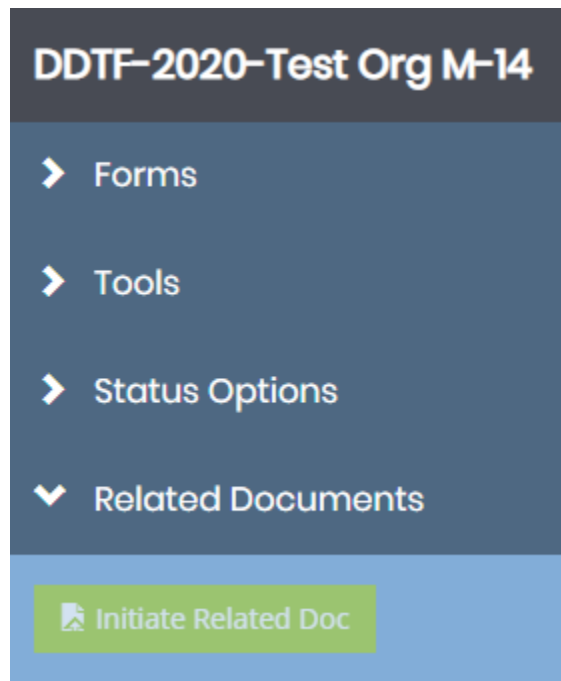 DDTF-2020-Test Org M-14
Forms
Tools
Status Options
Related Documents
Initiate Related Doc